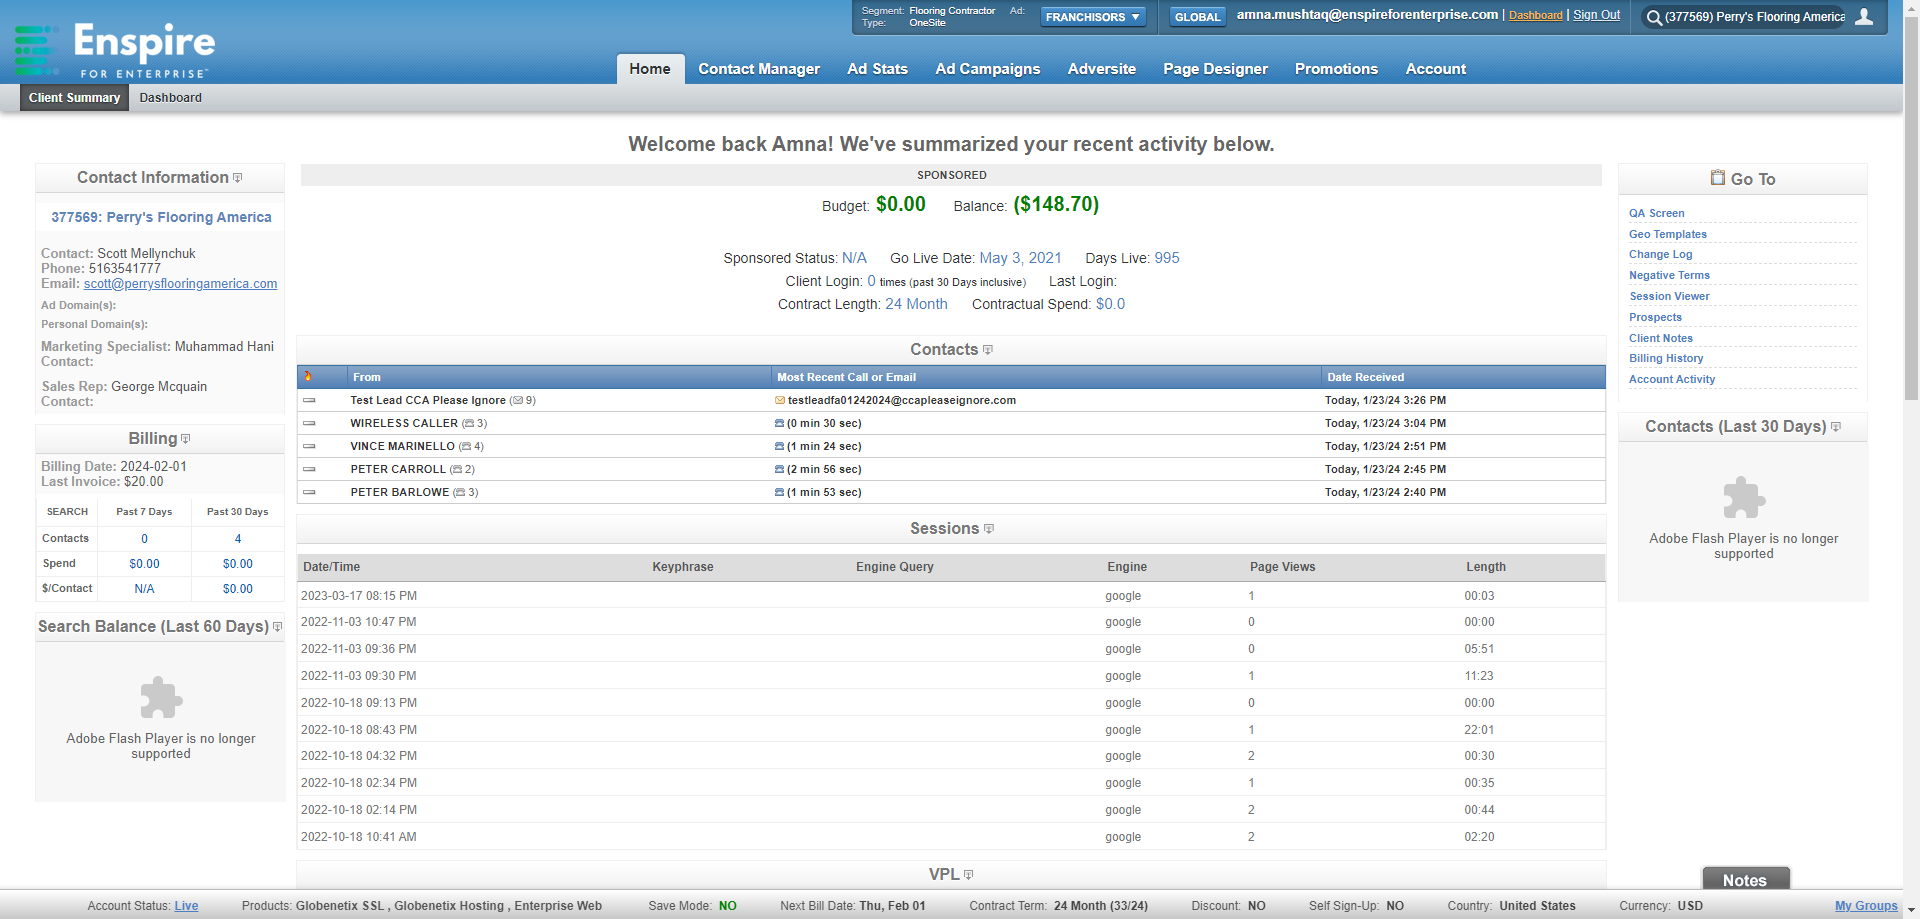 Enspire
FOR ENTERPRISE™
Segment: Flooring Contractor Ad:
Type: OneSite
FRANCHISORS ▼
GLOBAL
amna.mushtaq@enspireforenterprise.com | Dashboard | Sign Out
(377569) Perry's Flooring America
Home Contact Manager Ad Stats Ad Campaigns Adversite Page Designer Promotions Account
Client Summary Dashboard
Welcome back Amna! We've summarized your recent activity below.
Contact Information
377569: Perry's Flooring America
Contact: Scott Mellynchuk
Phone: 5163541777
Email: scott@perrysflooringamerica.com
Ad Domain(s):
Personal Domain(s):
Marketing Specialist: Muhammad Hani
Contact:
Sales Rep: George Mcquain
Contact:
Billing
Billing Date: 2024-02-01
Last Invoice: $20.00
SEARCH Past 7 Days Past 30 Days
Contacts 0 4
Spend $0.00 $0.00
$/Contact N/A $0.00
Search Balance (Last 60 Days)
Adobe Flash Player is no longer
supported
SPONSORED
Budget: $0.00 Balance: ($148.70)
Sponsored Status: N/A Go Live Date: May 3, 2021 Days Live: 995
Client Login: 0 times (past 30 Days inclusive) Last Login:
Contract Length: 24 Month Contractual Spend: $0.0
Contacts
From Most Recent Call or Email Date Received
Test Lead CCA Please Ignore (9) testleadfa01242024@ccapleaseignore.com Today, 1/23/24 3:26 PM
WIRELESS CALLER (3) (0 min 30 sec) Today, 1/23/24 3:04 PM
VINCE MARINELLO (4) (1 min 24 sec) Today, 1/23/24 2:51 PM
PETER CARROLL (2) (2 min 56 sec) Today, 1/23/24 2:45 PM
PETER BARLOWE (3) (1 min 53 sec) Today, 1/23/24 2:40 PM
Sessions
Date/Time Keyphrase Engine Query Engine Page Views Length
2023-03-17 08:15 PM google 1 00:03
2022-11-03 10:47 PM google 0 00:00
2022-11-03 09:36 PM google 0 05:51
2022-11-03 09:30 PM google 1 11:23
2022-10-18 09:13 PM google 0 00:00
2022-10-18 08:43 PM google 1 22:01
2022-10-18 04:32 PM google 2 00:30
2022-10-18 02:34 PM google 1 00:35
2022-10-18 02:14 PM google 2 00:44
2022-10-18 10:41 AM google 2 02:20
VPL
Go To
QA Screen
Geo Templates
Change Log
Negative Terms
Session Viewer
Prospects
Client Notes
Billing History
Account Activity
Contacts (Last 30 Days)
Adobe Flash Player is no longer
supported
Notes
Account Status: Live Products: Globenetix SSL , Globenetix Hosting , Enterprise Web Save Mode: NO Next Bill Date: Thu, Feb 01 Contract Term: 24 Month (33/24) Discount: NO Self Sign-Up: NO Country: United States Currency: USD My Groups